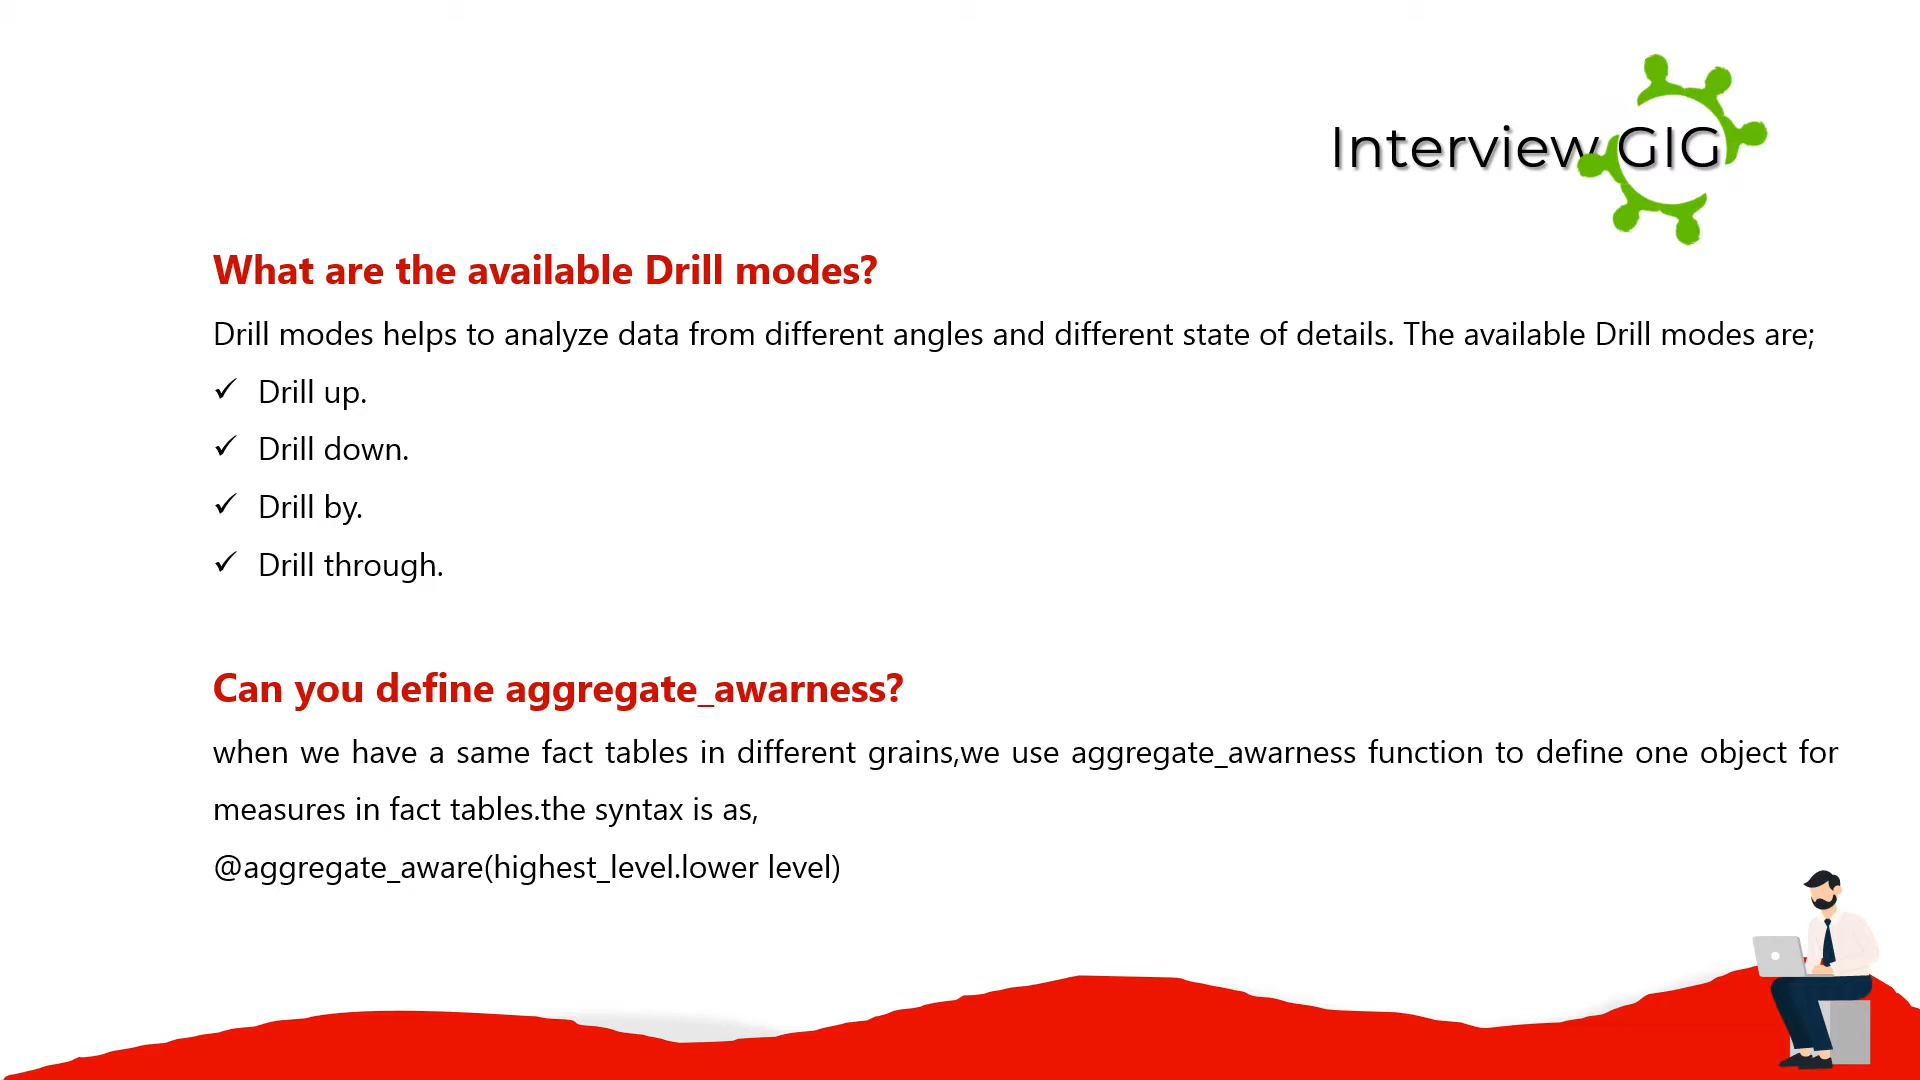 Interview GIG
What are the available Drill modes?
Drill modes helps to analyze data from different angles and different state of details. The available Drill modes are;
✓ Drill up.
✓ Drill down.
✓ Drill by.
✓ Drill through.
Can you define aggregate_awarness?
when we have a same fact tables in different grains,we use aggregate_awarness function to define one object for
measures in fact tables.the syntax is as,
@aggregate_aware(highest_level.lower level)